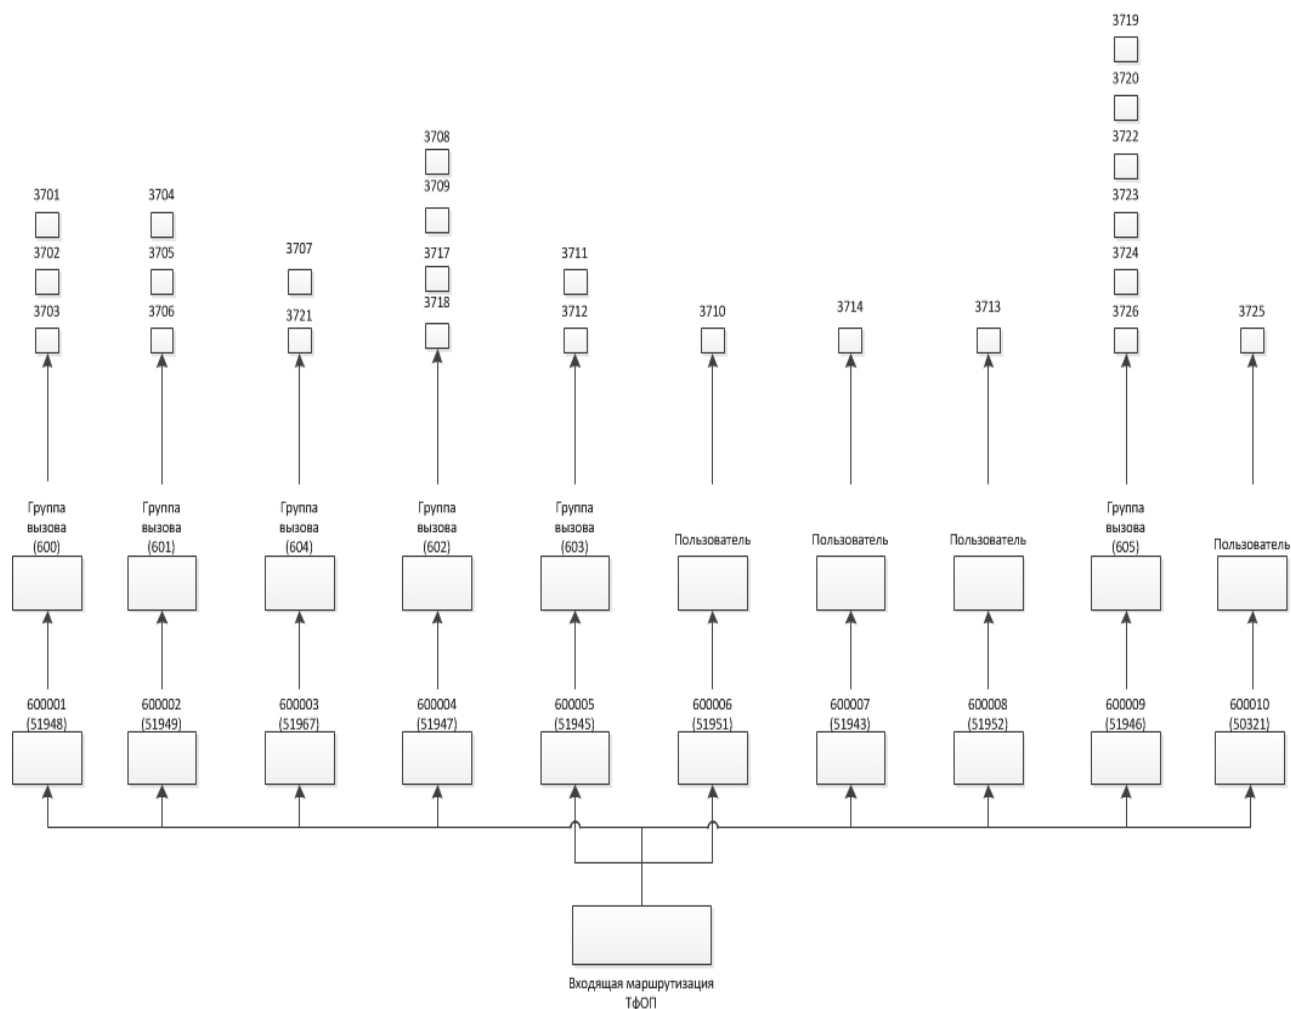 3719
3720
3708
3722
3709
3701
3704
3723
3702
3705
3707
3717
3711
3724
3703
3706
3721
3718
3712
3710
3714
3713
3726
3725
Группа
вызова
(600)
Группа
вызова
(601)
Группа
вызова
(604)
Группа
вызова
(602)
Группа
вызова
(603)
Пользователь
Пользователь
Пользователь
Группа
вызова
(605)
Пользователь
600001
(51948)
600002
(51949)
600003
(51967)
600004
(51947)
600005
(51945)
600006
(51951)
600007
(51943)
600008
(51952)
600009
(51946)
600010
(50321)
Входящая маршрутизация
ТфОП